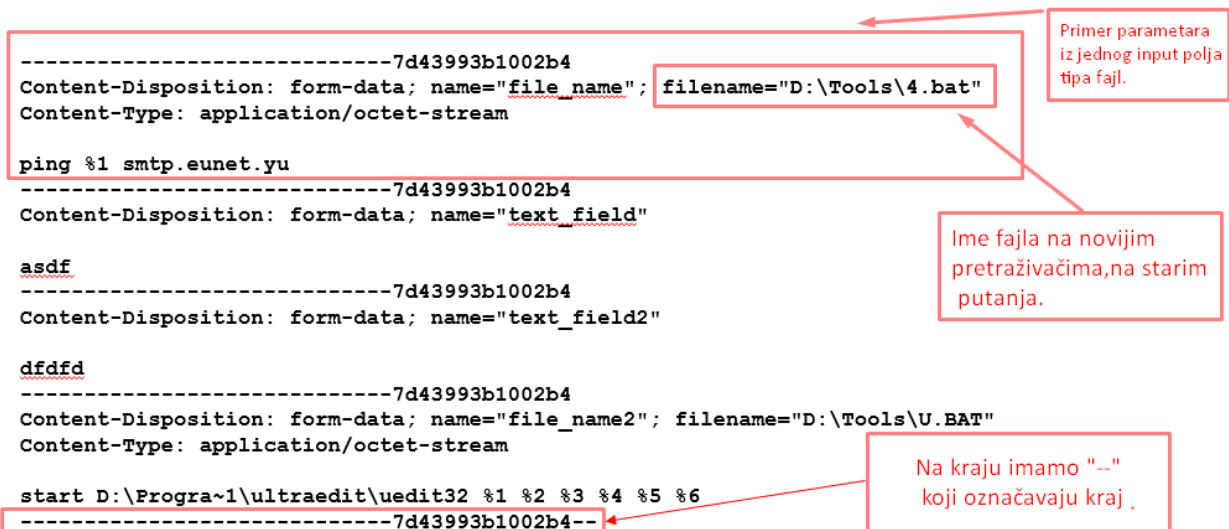 Primer parametara
iz jednog input polja
tipa fajl.
-----------------------------7d43993b1002b4
Content-Disposition: form-data; name="file_name"; filename="D:\Tools\4.bat"
Content-Type: application/octet-stream
ping %1 smtp.eunet.yu
-----------------------------7d43993b1002b4
Content-Disposition: form-data; name="text_field"
Ime fajla na novijim
pretraživačima,na starim
putanja.
asdf
-----------------------------7d43993b1002b4
Content-Disposition: form-data; name="text_field2"
dfdfd
-----------------------------7d43993b1002b4
Content-Disposition: form-data; name="file_name2"; filename="D:\Tools\U.BAT"
Content-Type: application/octet-stream
Na kraju imamo "--"
koji označavaju kraj .
start D:\Progra~1\ultraedit\uedit32 %1 %2 %3 %4 %5 %6
-----------------------------7d43993b1002b4--